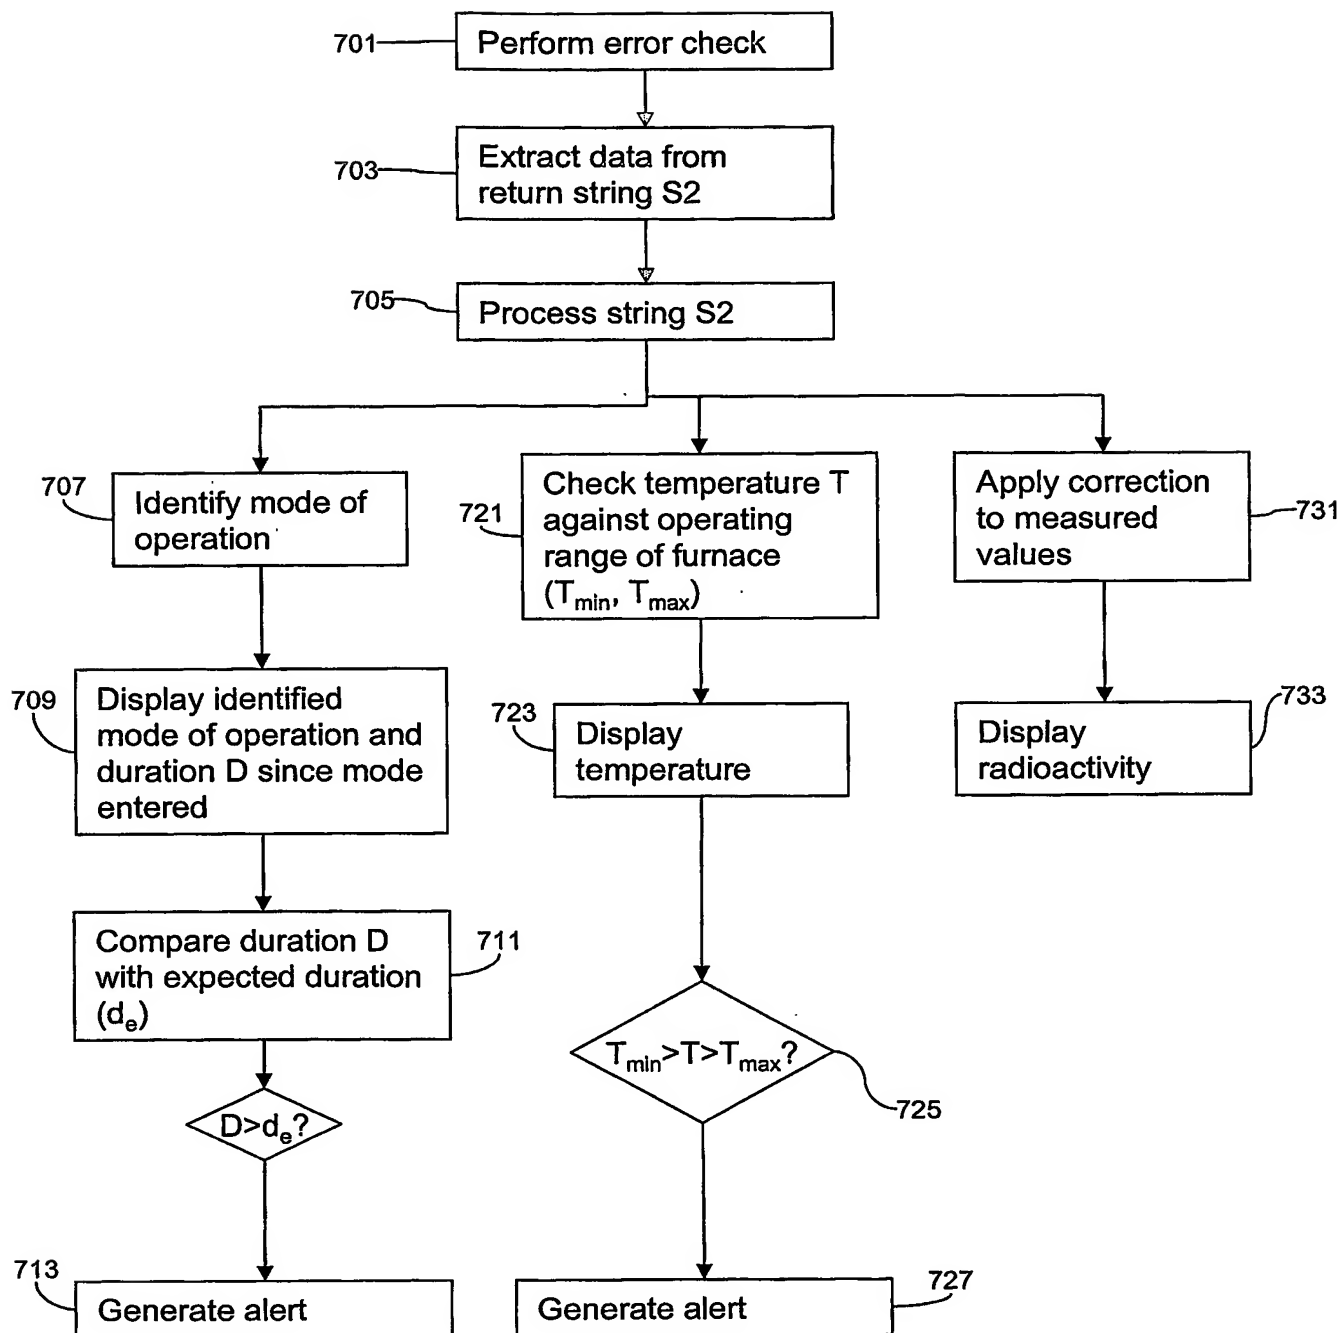 701
Perform error check
703
Extract data from
return string S2
705
Process string S2
707
Identify mode of
operation
721
Check temperature T
against operating
range of furnace
(Tmin, Tmax)
Apply correction
to measured
values
731
709
Display identified
mode of operation and
duration D since mode
entered
723
Display
temperature
733
Display
radioactivity
Compare duration D
with expected duration
(de)
711
Tmin>T>Tmax?
725
D>de?
713
Generate alert
Generate alert
727